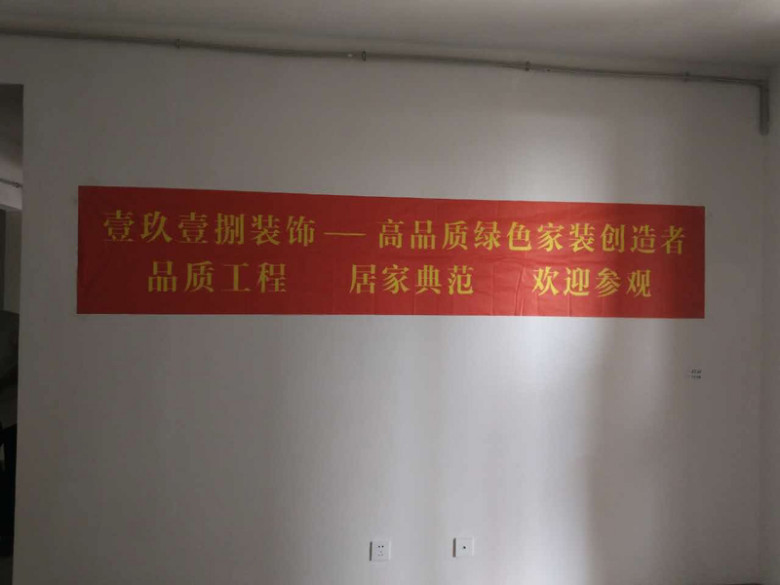 壹玖壹捌装饰——高品质绿色家装创造者
品质工程 居家典范 欢迎参观